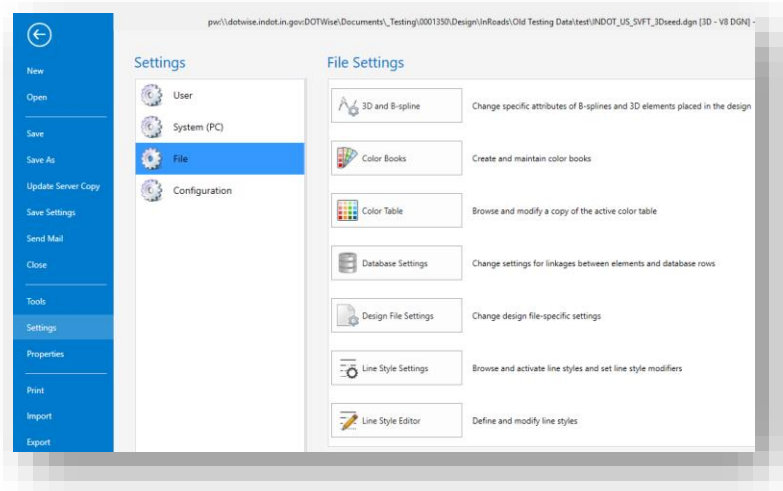 pw:\\dotwise.indot.in.gov:DOTWise\Documents\_Testing\0001350\Design\InRoads\Old Testing Data\test\INDOT_US_SVFT_3Dseed.dgn [3D - V8 DGN] -
New
Open
Save
Save As
Update Server Copy
Save Settings
Send Mail
Close
Tools
Settings
Properties
Print
Import
Export
Settings
User
System (PC)
File
Configuration
File Settings
3D and B-spline
Change specific attributes of B-splines and 3D elements placed in the design
Color Books
Create and maintain color books
Color Table
Browse and modify a copy of the active color table
Database Settings
Change settings for linkages between elements and database rows
Design File Settings
Change design file-specific settings
Line Style Settings
Browse and activate line styles and set line style modifiers
Line Style Editor
Define and modify line styles